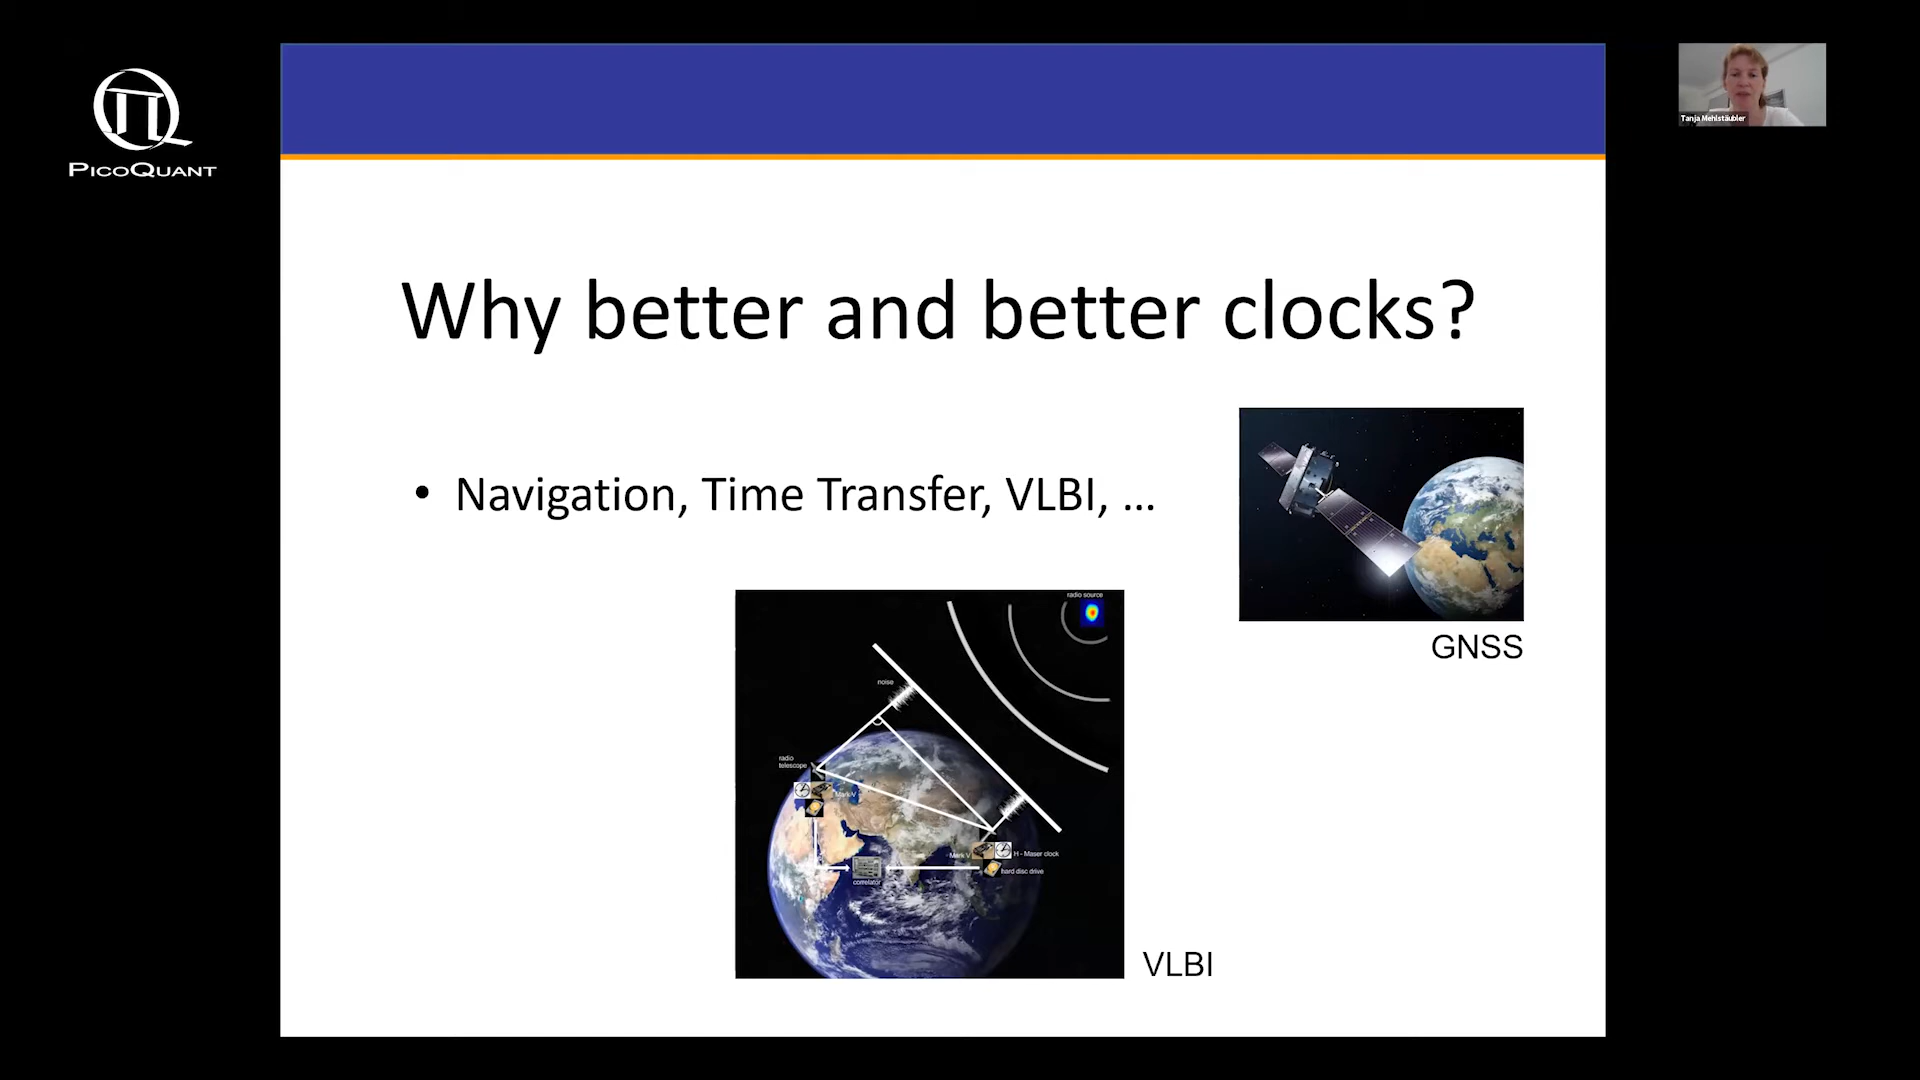 PicoQuant
Tanja Mehlstäubler
Why better and better clocks?
• Navigation, Time Transfer, VLBI, ...
GNSS
radio source
noise
radio
telescope
Mark V
Mark V
H - Maser clock
hard disc drive
correlator
VLBI